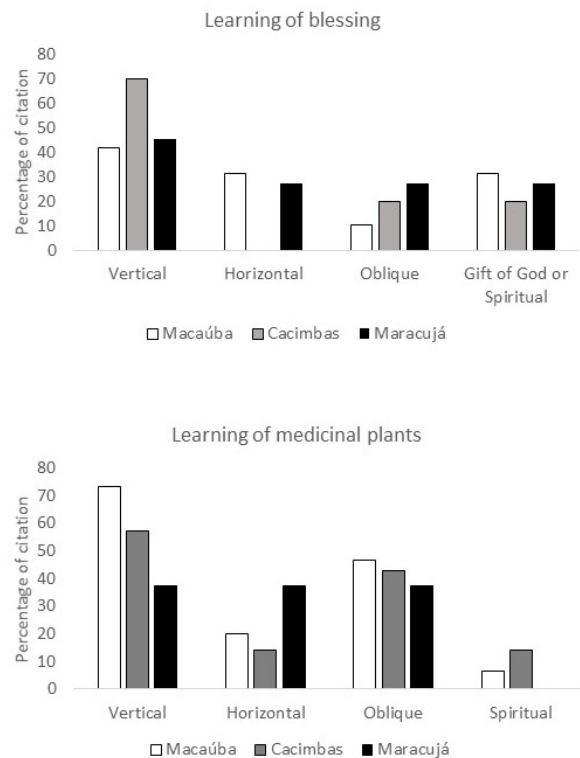 Learning of blessing
Percentage of citation
80
70
60
50
40
30
20
10
0
Vertical Horizontal Oblique Gift of God or
Spiritual
Macaúba Cacimbas Maracujá
Learning of medicinal plants
Percentage of citation
80
70
60
50
40
30
20
10
0
Vertical Horizontal Oblique Spiritual
Macaúba Cacimbas Maracujá